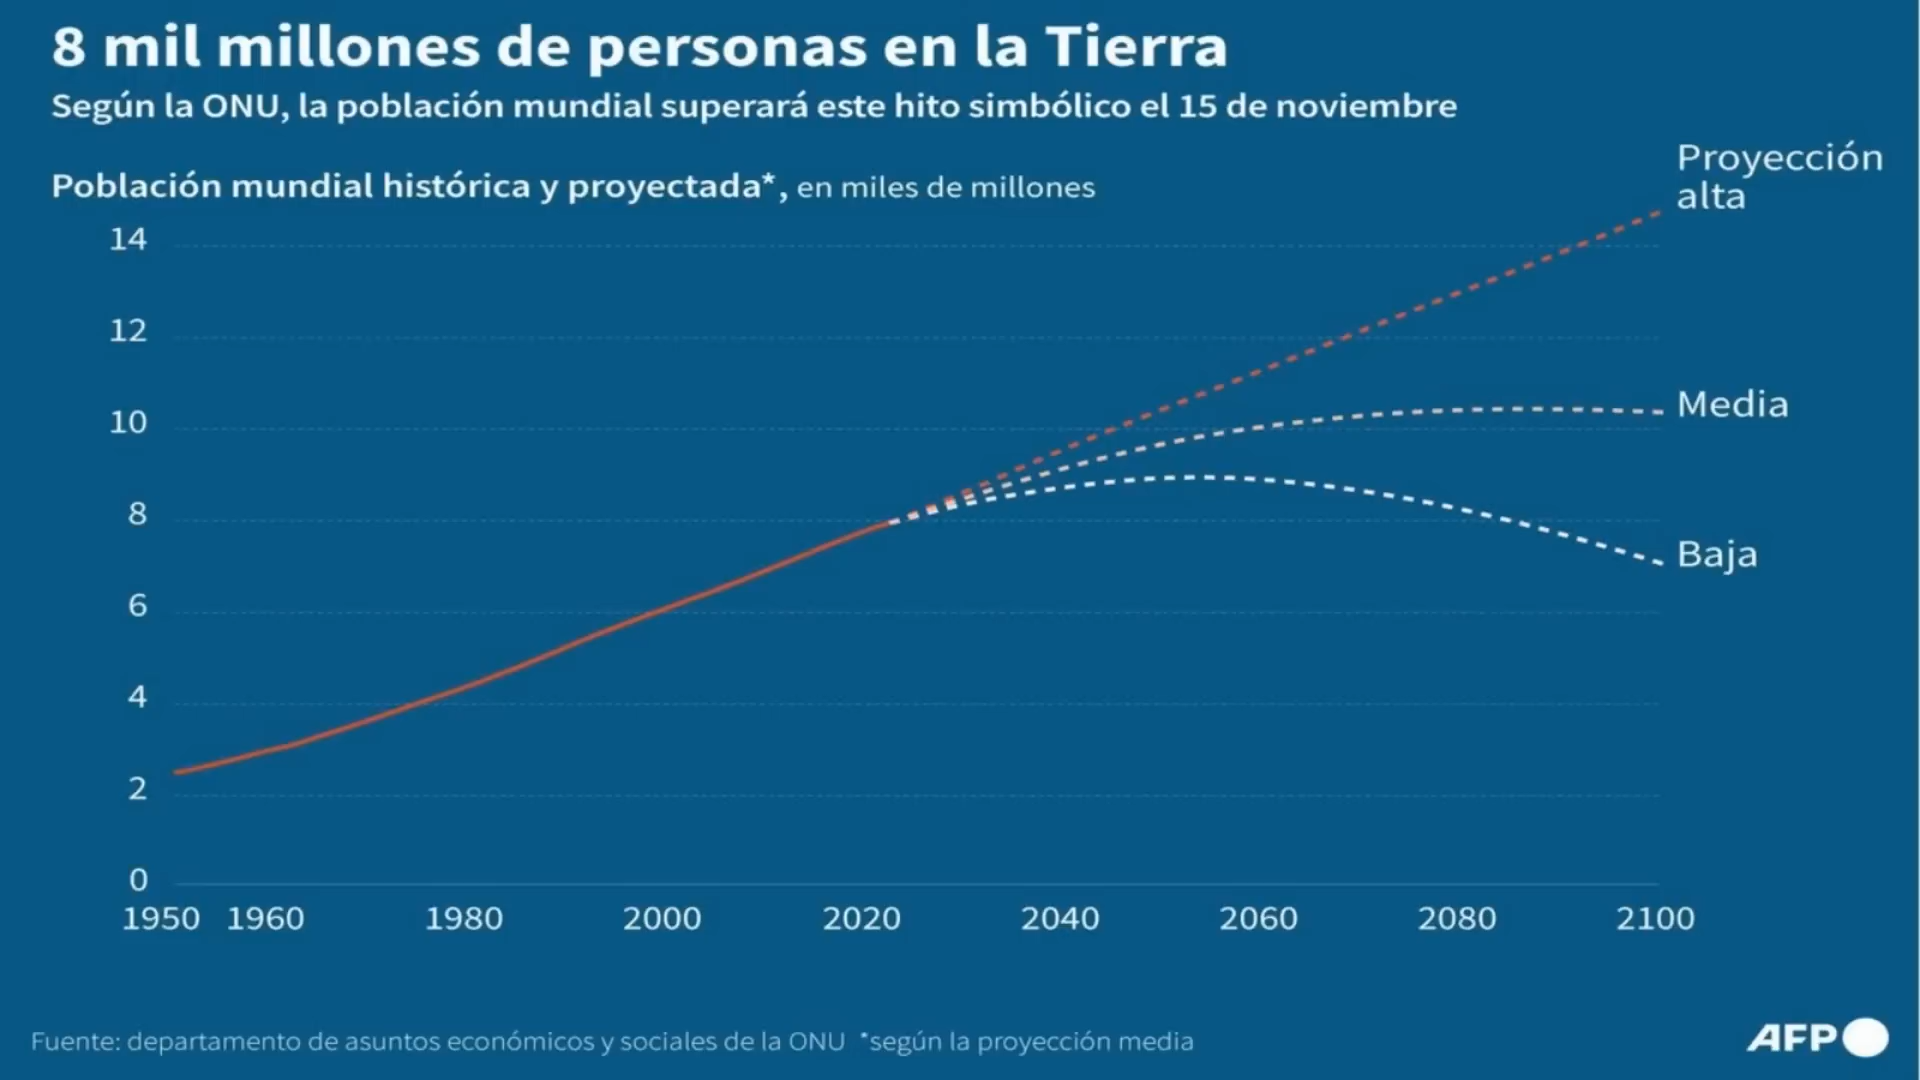 8 mil millones de personas en la Tierra
Según la ONU, la población mundial superará este hito simbólico el 15 de noviembre
Población mundial histórica y proyectada*, en miles de millones
Proyección
alta
14
12
Media
10
8
Baja
6
4
2
0
1950 1960 1980 2000 2020 2040 2060 2080 2100
Fuente: departamento de asuntos económicos y sociales de la ONU *según la proyección media
AFP